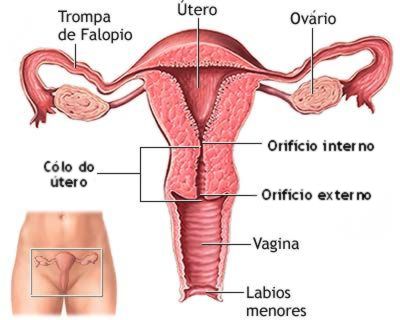 Trompa
de Falopio
Útero
Ovário
Orifício interno
Cólo do
útero
Orifício externo
Vagina
Labios
menores